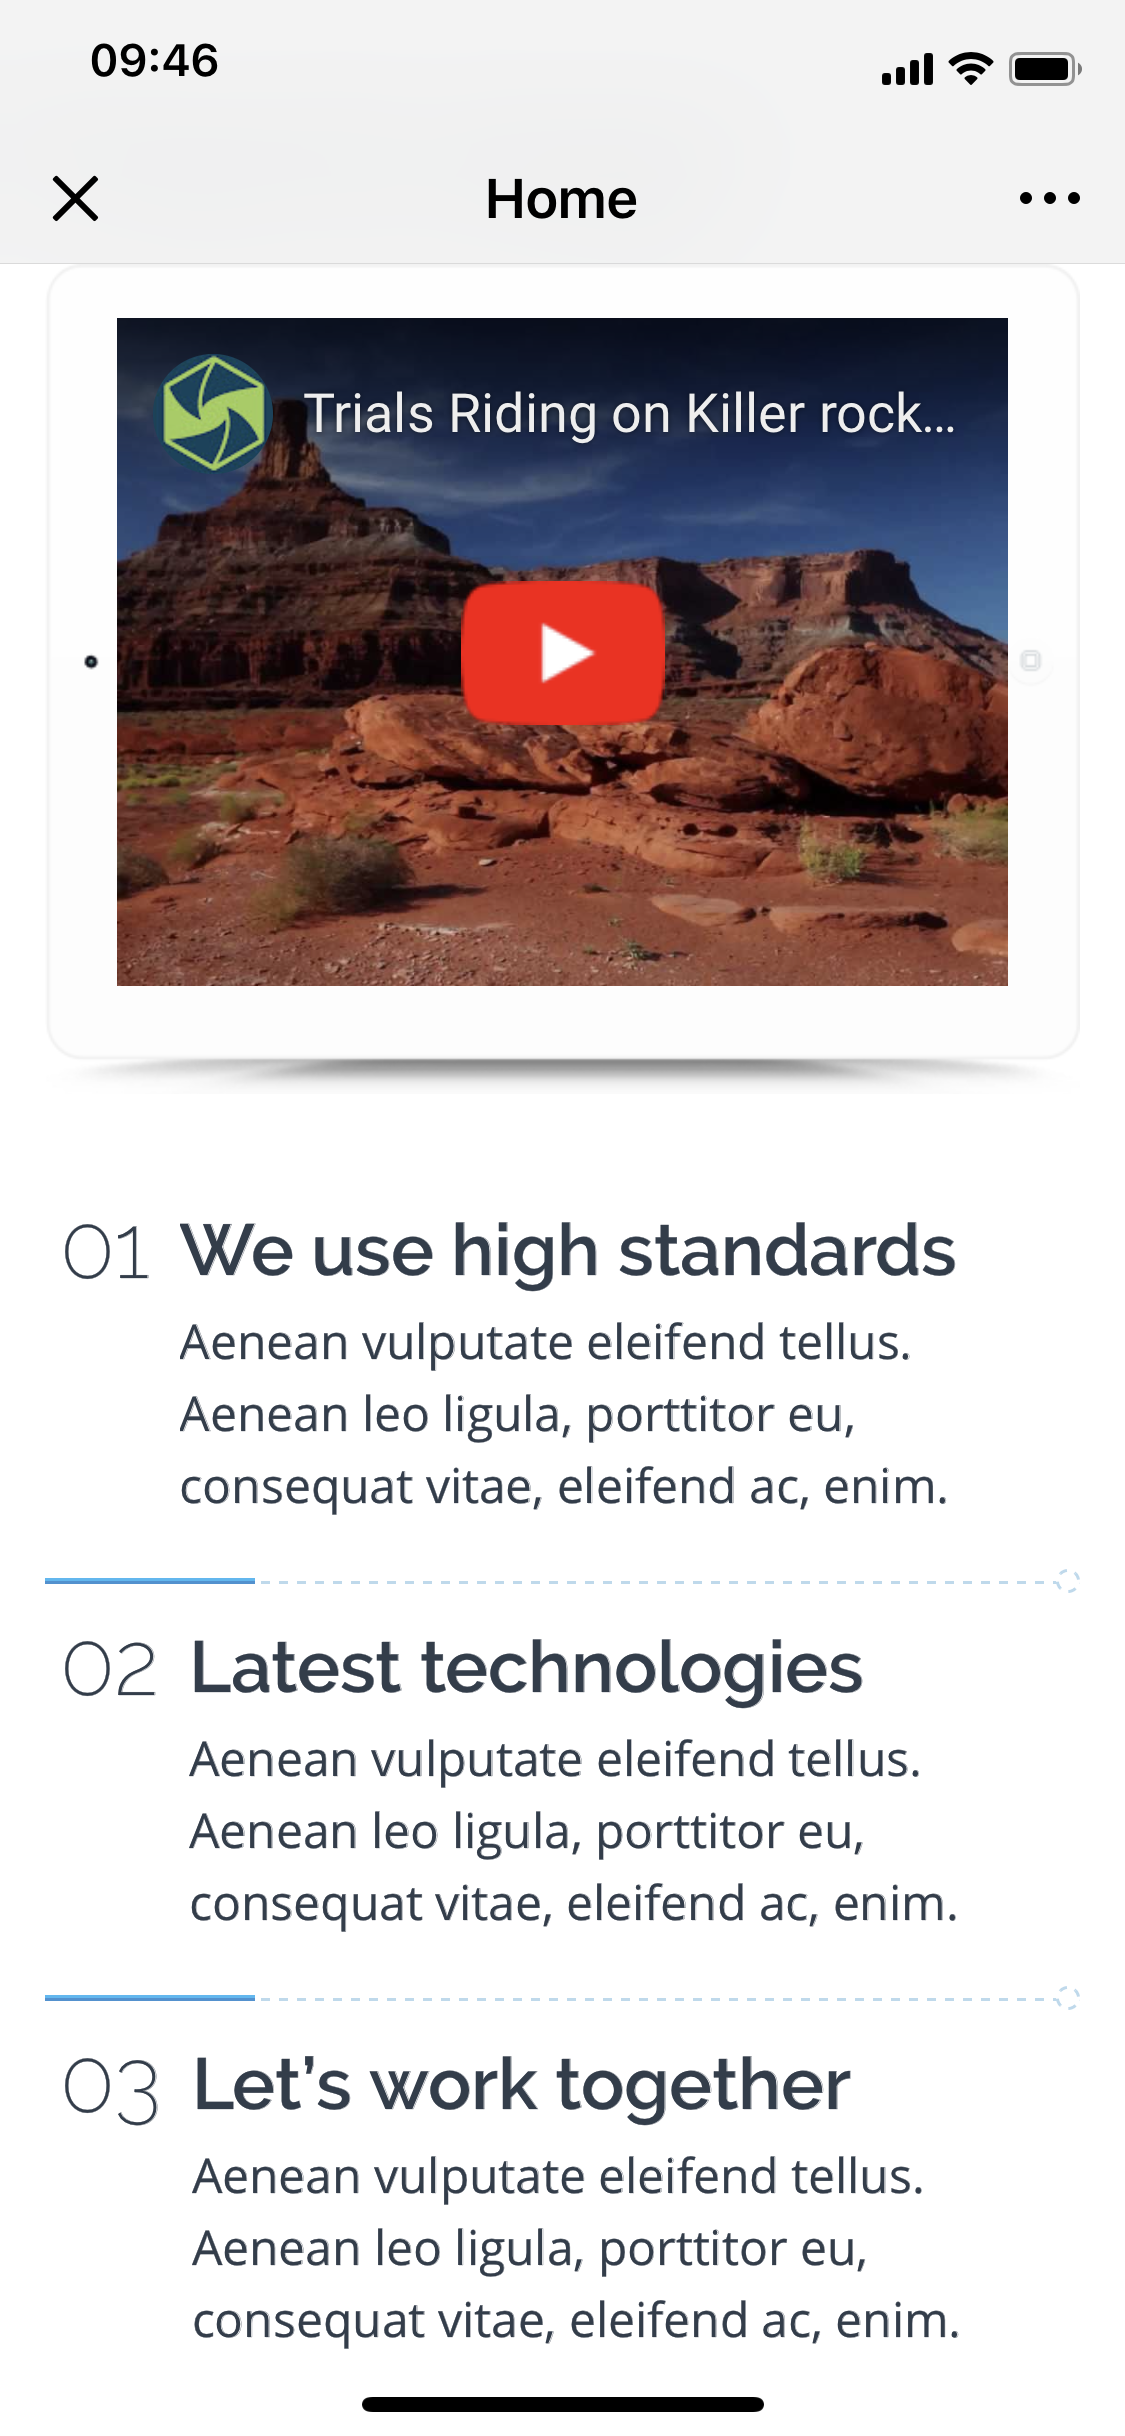 09:46
Home
Trials Riding on Killer rock...
01 We use high standards
Aenean vulputate eleifend tellus.
Aenean leo ligula, porttitor eu,
consequat vitae, eleifend ac, enim.
02 Latest technologies
Aenean vulputate eleifend tellus.
Aenean leo ligula, porttitor eu,
consequat vitae, eleifend ac, enim.
03 Let’s work together
Aenean vulputate eleifend tellus.
Aenean leo ligula, porttitor eu,
consequat vitae, eleifend ac, enim.